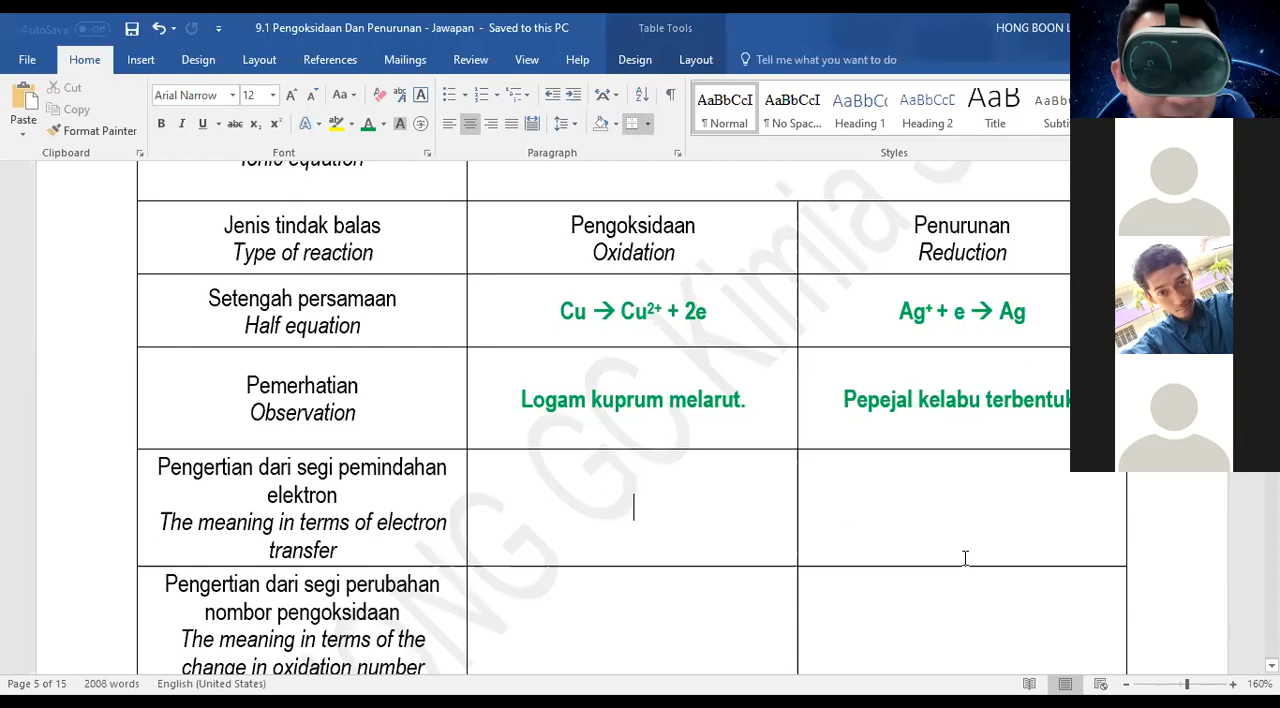 AutoSave Off
9.1 Pengoksidaan Dan Penurunan - Jawapan - Saved to this PC
Table Tools
HONG BOON L
File Home Insert Design Layout References Mailings Review View Help Design Layout Tell me what you want to do
Paste
Cut
Copy
Format Painter
Clipboard
Arial Narrow 12
Font
Paragraph
AaBbCcI AaBbCcI AaBbCc AaBbCcD AaB AaBb
¶ Normal ¶ No Spac... Heading 1 Heading 2 Title Subti
Styles
Ionic equation
Jenis tindak balas
Type of reaction
Pengoksidaan
Oxidation
Penurunan
Reduction
Setengah persamaan
Half equation
Cu → Cu²⁺ + 2e
Ag⁺ + e → Ag
Pemerhatian
Observation
Logam kuprum melarut.
Pepejal kelabu terbentuk
Pengertian dari segi pemindahan
elektron
The meaning in terms of electron
transfer
Pengertian dari segi perubahan
nombor pengoksidaan
The meaning in terms of the
change in oxidation number
Page 5 of 15 2008 words English (United States) 160%